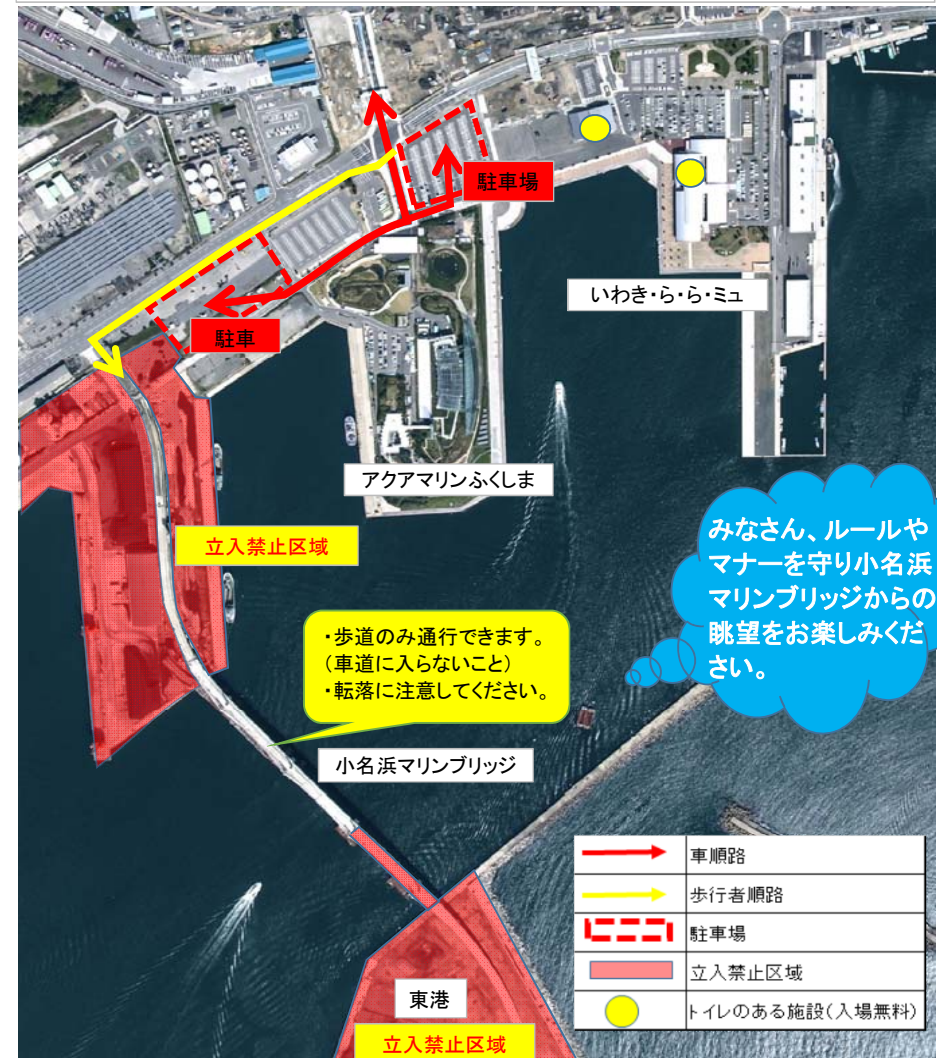 駐車場
いわき・ら・ら・ミュ
駐車
アクアマリンふくしま
立入禁止区域
みなさん、ルールや
マナーを守り小名浜
マリンブリッジからの
眺望をお楽しみくだ
さい。
・歩道のみ通行できます。
(車道に入らないこと)
・転落に注意してください。
小名浜マリンブリッジ
車順路
歩行者順路
駐車場
立入禁止区域
トイレのある施設(入場無料)
東港
立入禁止区域